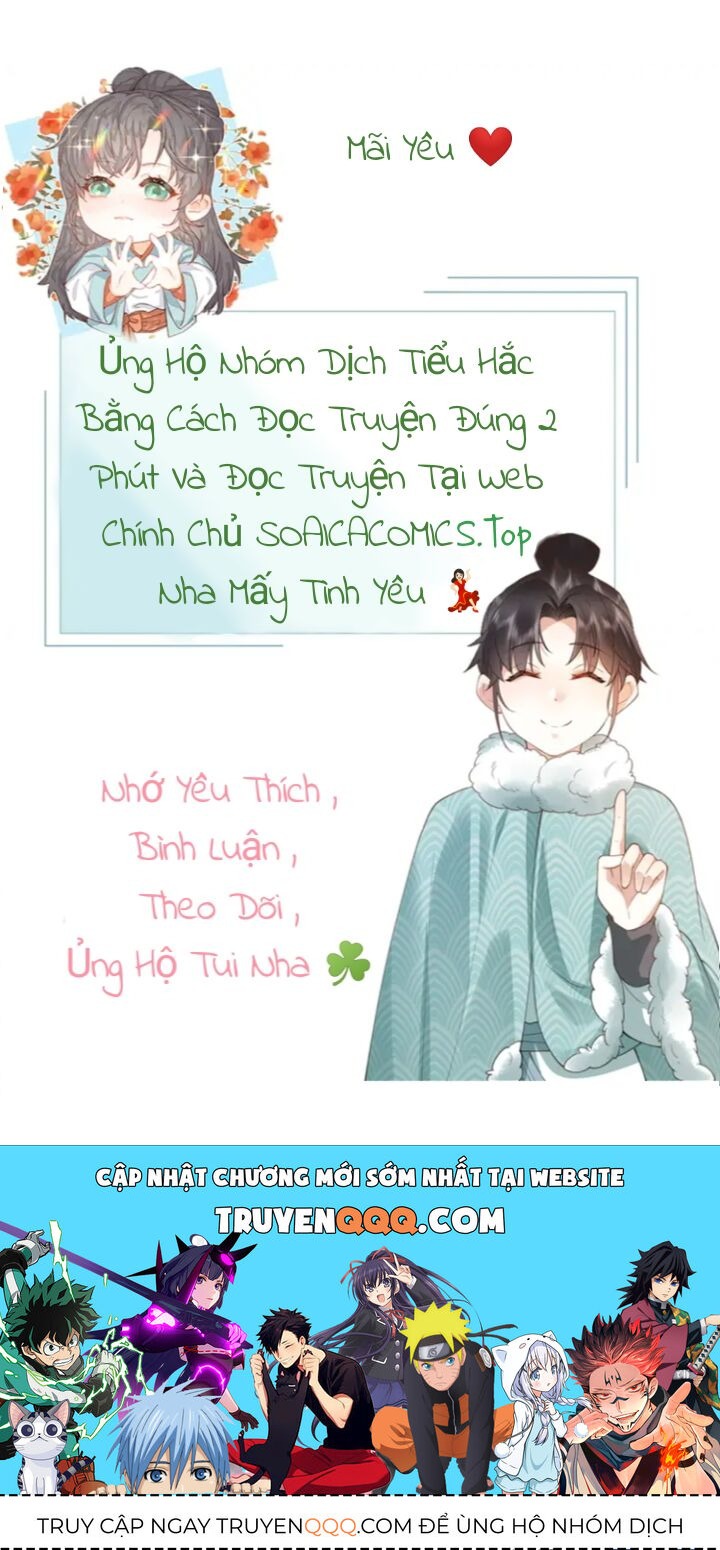 Mãi Yêu ❤️
Ủng Hộ Nhóm Dịch Tiểu Hắc
Bằng Cách Đọc Truyện Đúng 2
Phút Và Đọc Truyện Tại Web
Chính Chủ SOAICACOMICS.Top
Nha Mấy Tình Yêu 💃
Nhớ Yêu Thích ,
Bình Luận ,
Theo Dõi ,
Ủng Hộ Tui Nha ☘️
CẬP NHẬT CHƯƠNG MỚI SỚM NHẤT TẠI WEBSITE
TRUYENQQQ.COM
TRUY CẬP NGAY TRUYENQQQ.COM ĐỂ ỦNG HỘ NHÓM DỊCH